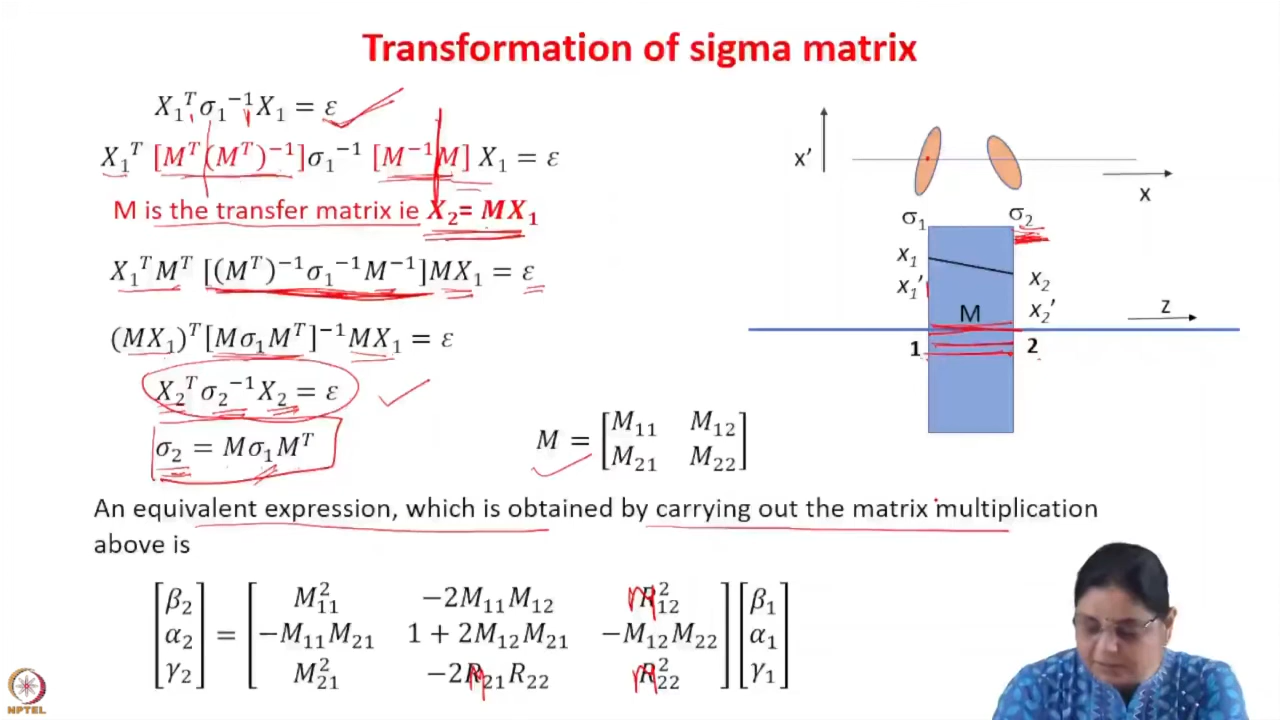 Transformation of sigma matrix
X₁ᵀσ₁⁻¹X₁ = ε
X₁ᵀ [Mᵀ(Mᵀ)⁻¹]σ₁⁻¹ [M⁻¹M] X₁ = ε
M is the transfer matrix ie X₂= MX₁
X₁ᵀMᵀ [(Mᵀ)⁻¹σ₁⁻¹M⁻¹]MX₁ = ε
(MX₁)ᵀ[Mσ₁Mᵀ]⁻¹MX₁ = ε
X₂ᵀσ₂⁻¹X₂ = ε
σ₂ = Mσ₁Mᵀ
M = [M₁₁ M₁₂
M₂₁ M₂₂]
x’
x
σ₁ σ₂
x₁ x₂
x₁’ x₂’
M z
1 2
An equivalent expression, which is obtained by carrying out the matrix multiplication
above is
[β₂ [M₁₁² −2M₁₁M₁₂ R₁₂² [β₁
α₂ = −M₁₁M₂₁ 1 + 2M₁₂M₂₁ −M₁₂M₂₂ α₁
γ₂] M₂₁² −2R₂₁R₂₂ R₂₂²] γ₁]
M
M M
NPTEL